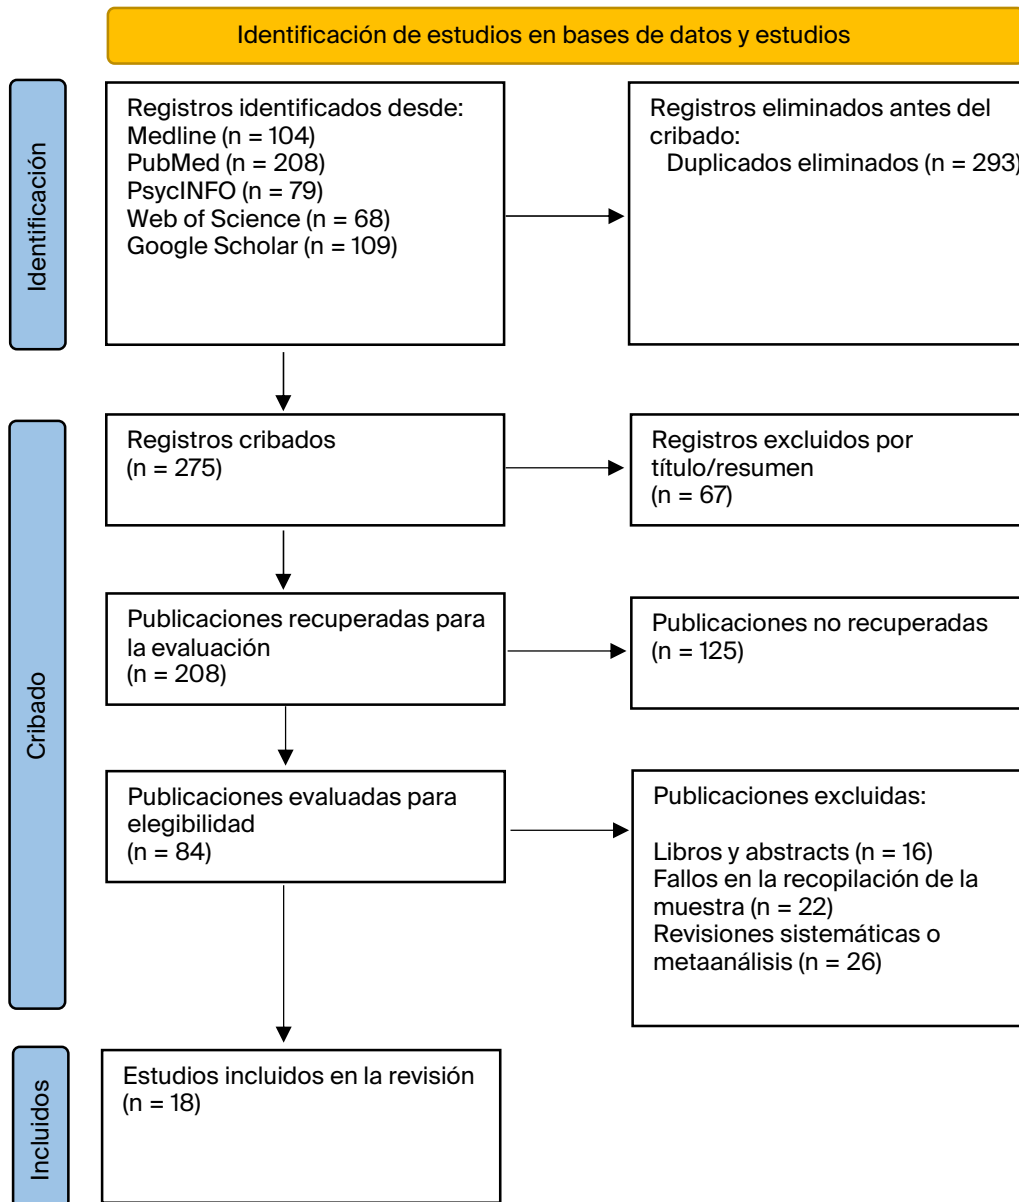 Identificación de estudios en bases de datos y estudios
Identificación
Registros identificados desde:
Medline (n = 104)
PubMed (n = 208)
PsycINFO (n = 79)
Web of Science (n = 68)
Google Scholar (n = 109)
Registros eliminados antes del
cribado:
Duplicados eliminados (n = 293)
Cribado
Registros cribados
(n = 275)
Registros excluidos por
título/resumen
(n = 67)
Publicaciones recuperadas para
la evaluación
(n = 208)
Publicaciones no recuperadas
(n = 125)
Publicaciones evaluadas para
elegibilidad
(n = 84)
Publicaciones excluidas:
Libros y abstracts (n = 16)
Fallos en la recopilación de la
muestra (n = 22)
Revisiones sistemáticas o
metaanálisis (n = 26)
Incluidos
Estudios incluidos en la revisión
(n = 18)